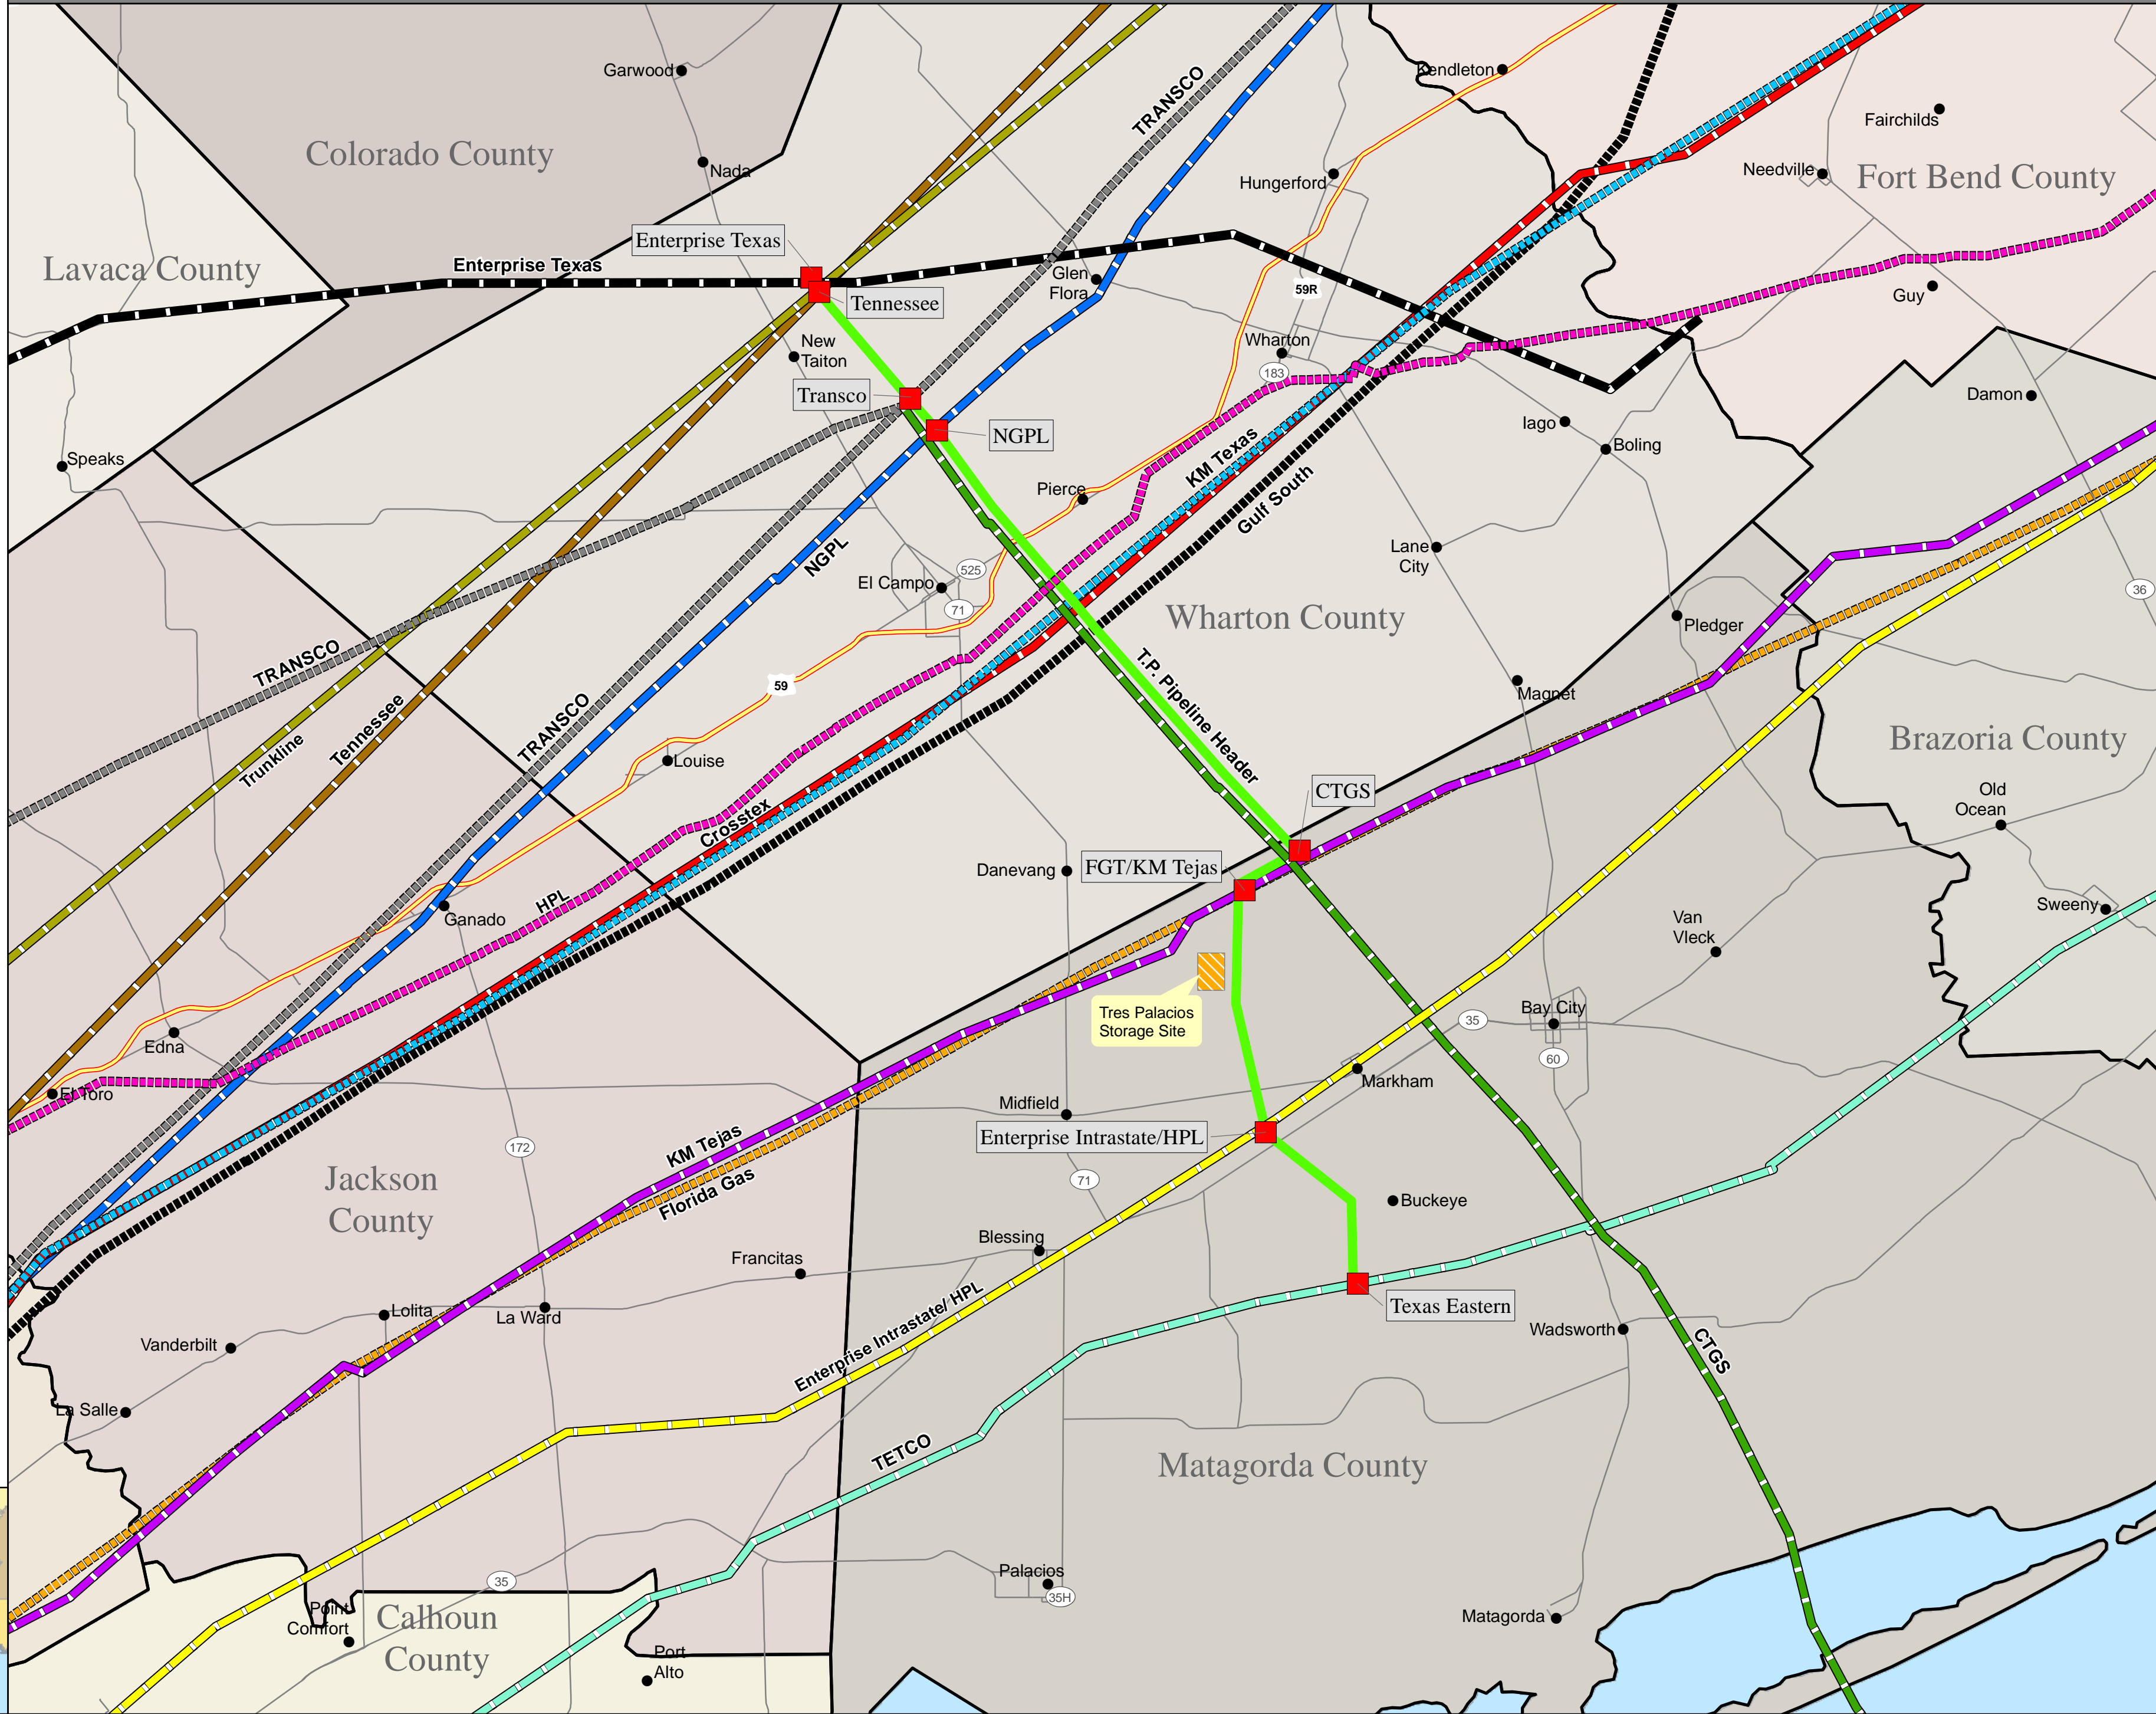 Garwood
Kendleton
TRANSCO
Fairchilds
Colorado County
Nada
Hungerford
Needville
Fort Bend County
Enterprise Texas
Lavaca County
Enterprise Texas
Glen
Flora
59R
Guy
Tennessee
New
Taiton
Wharton
183
Transco
Damon
Iago
NGPL
Boling
Speaks
KM Texas
Pierce
Gulf South
NGPL
Lane
City
525
El Campo
71
36
Wharton County
Pledger
TRANSCO
59
T.P. Pipeline Header
Magnet
Tennessee
TRANSCO
Brazoria County
Trunkline
Louise
CTGS
Old
Ocean
Crosstex
Danevang
FGT/KM Tejas
HPL
Ganado
Sweeny
Van
Vleck
Tres Palacios
Storage Site
Bay City
35
Edna
60
El Toro
Markham
Midfield
Enterprise Intrastate/HPL
KM Tejas
172
Jackson
County
Florida Gas
71
Buckeye
Blessing
Francitas
Lolita
La Ward
Texas Eastern
Vanderbilt
Wadsworth
Enterprise Intrastate/ HPL
CTGS
La Salle
TETCO
Matagorda County
Palacios
35
35H
Point
Comfort
Calhoun
County
Matagorda
Port
Alto